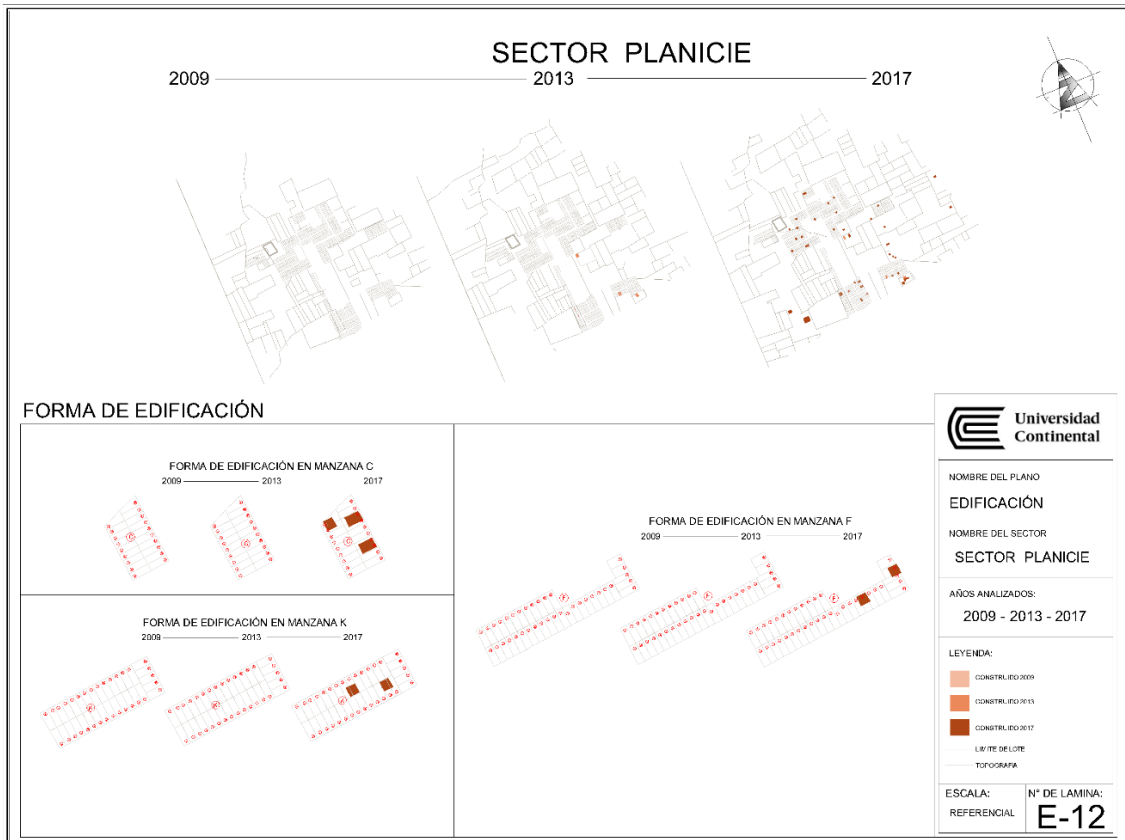 SECTOR PLANICIE
2009
2013
2017
FORMA DE EDIFICACIÓN
FORMA DE EDIFICACIÓN EN MANZANA C
2009
2013
2017
C
C
C
FORMA DE EDIFICACIÓN EN MANZANA K
2009
2013
2017
K
K
K
FORMA DE EDIFICACIÓN EN MANZANA F
2009
2013
2017
F
F
F
Universidad
Continental
NOMBRE DEL PLANO
EDIFICACIÓN
NOMBRE DEL SECTOR
SECTOR PLANICIE
AÑOS ANALIZADOS:
2009 - 2013 - 2017
LEYENDA:
CONSTRUIDO 2009
CONSTRUIDO 2013
CONSTRUIDO 2017
LIMITE DE LOTE
TOPOGRAFIA
ESCALA:
REFERENCIAL
N° DE LAMINA:
E-12